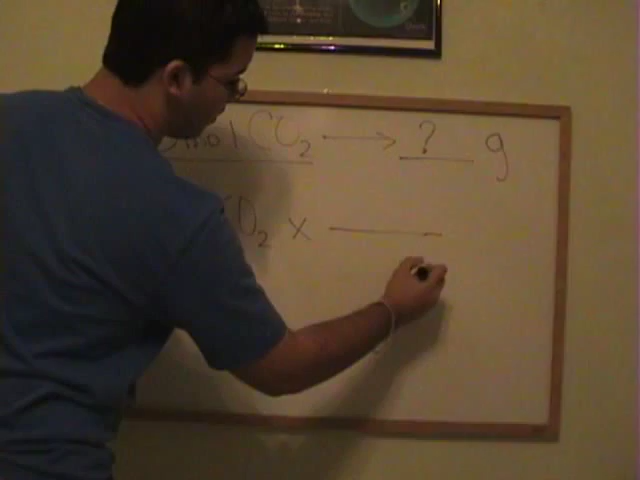 mol CO₂ → ? g
O₂ x